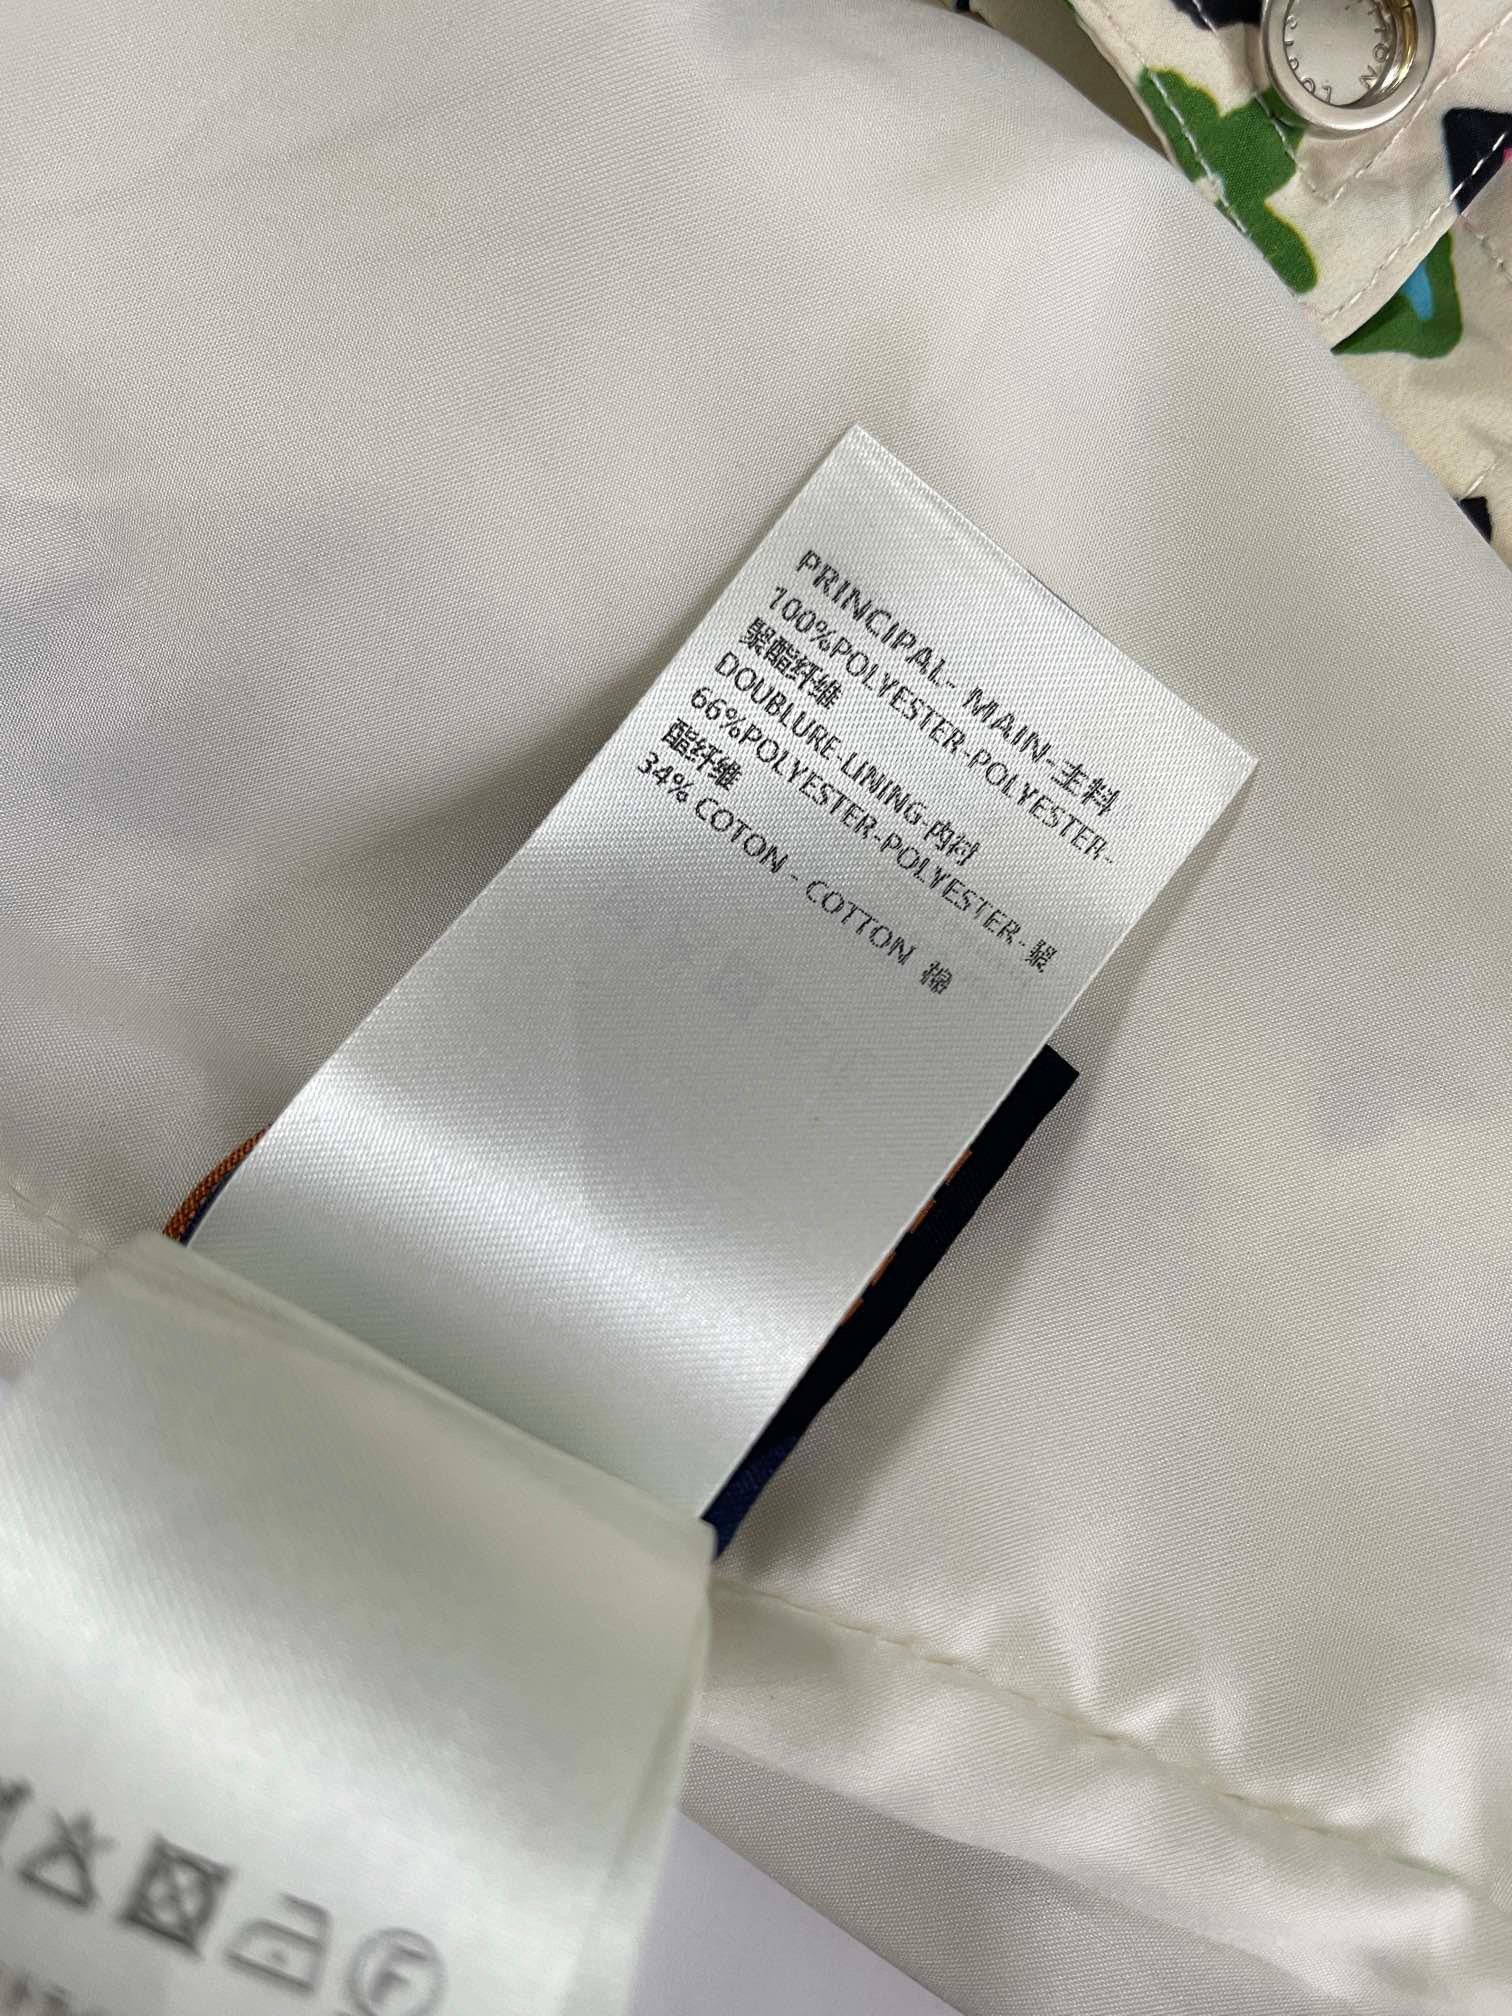 PRINCIPAL- MAIN-主料
100%POLYESTER-POLYESTER-
聚酯纤维
DOUBLURE-LINING-内衬
66%POLYESTER-POLYESTER- 聚
酯纤维
34% COTON - COTTON 棉
F